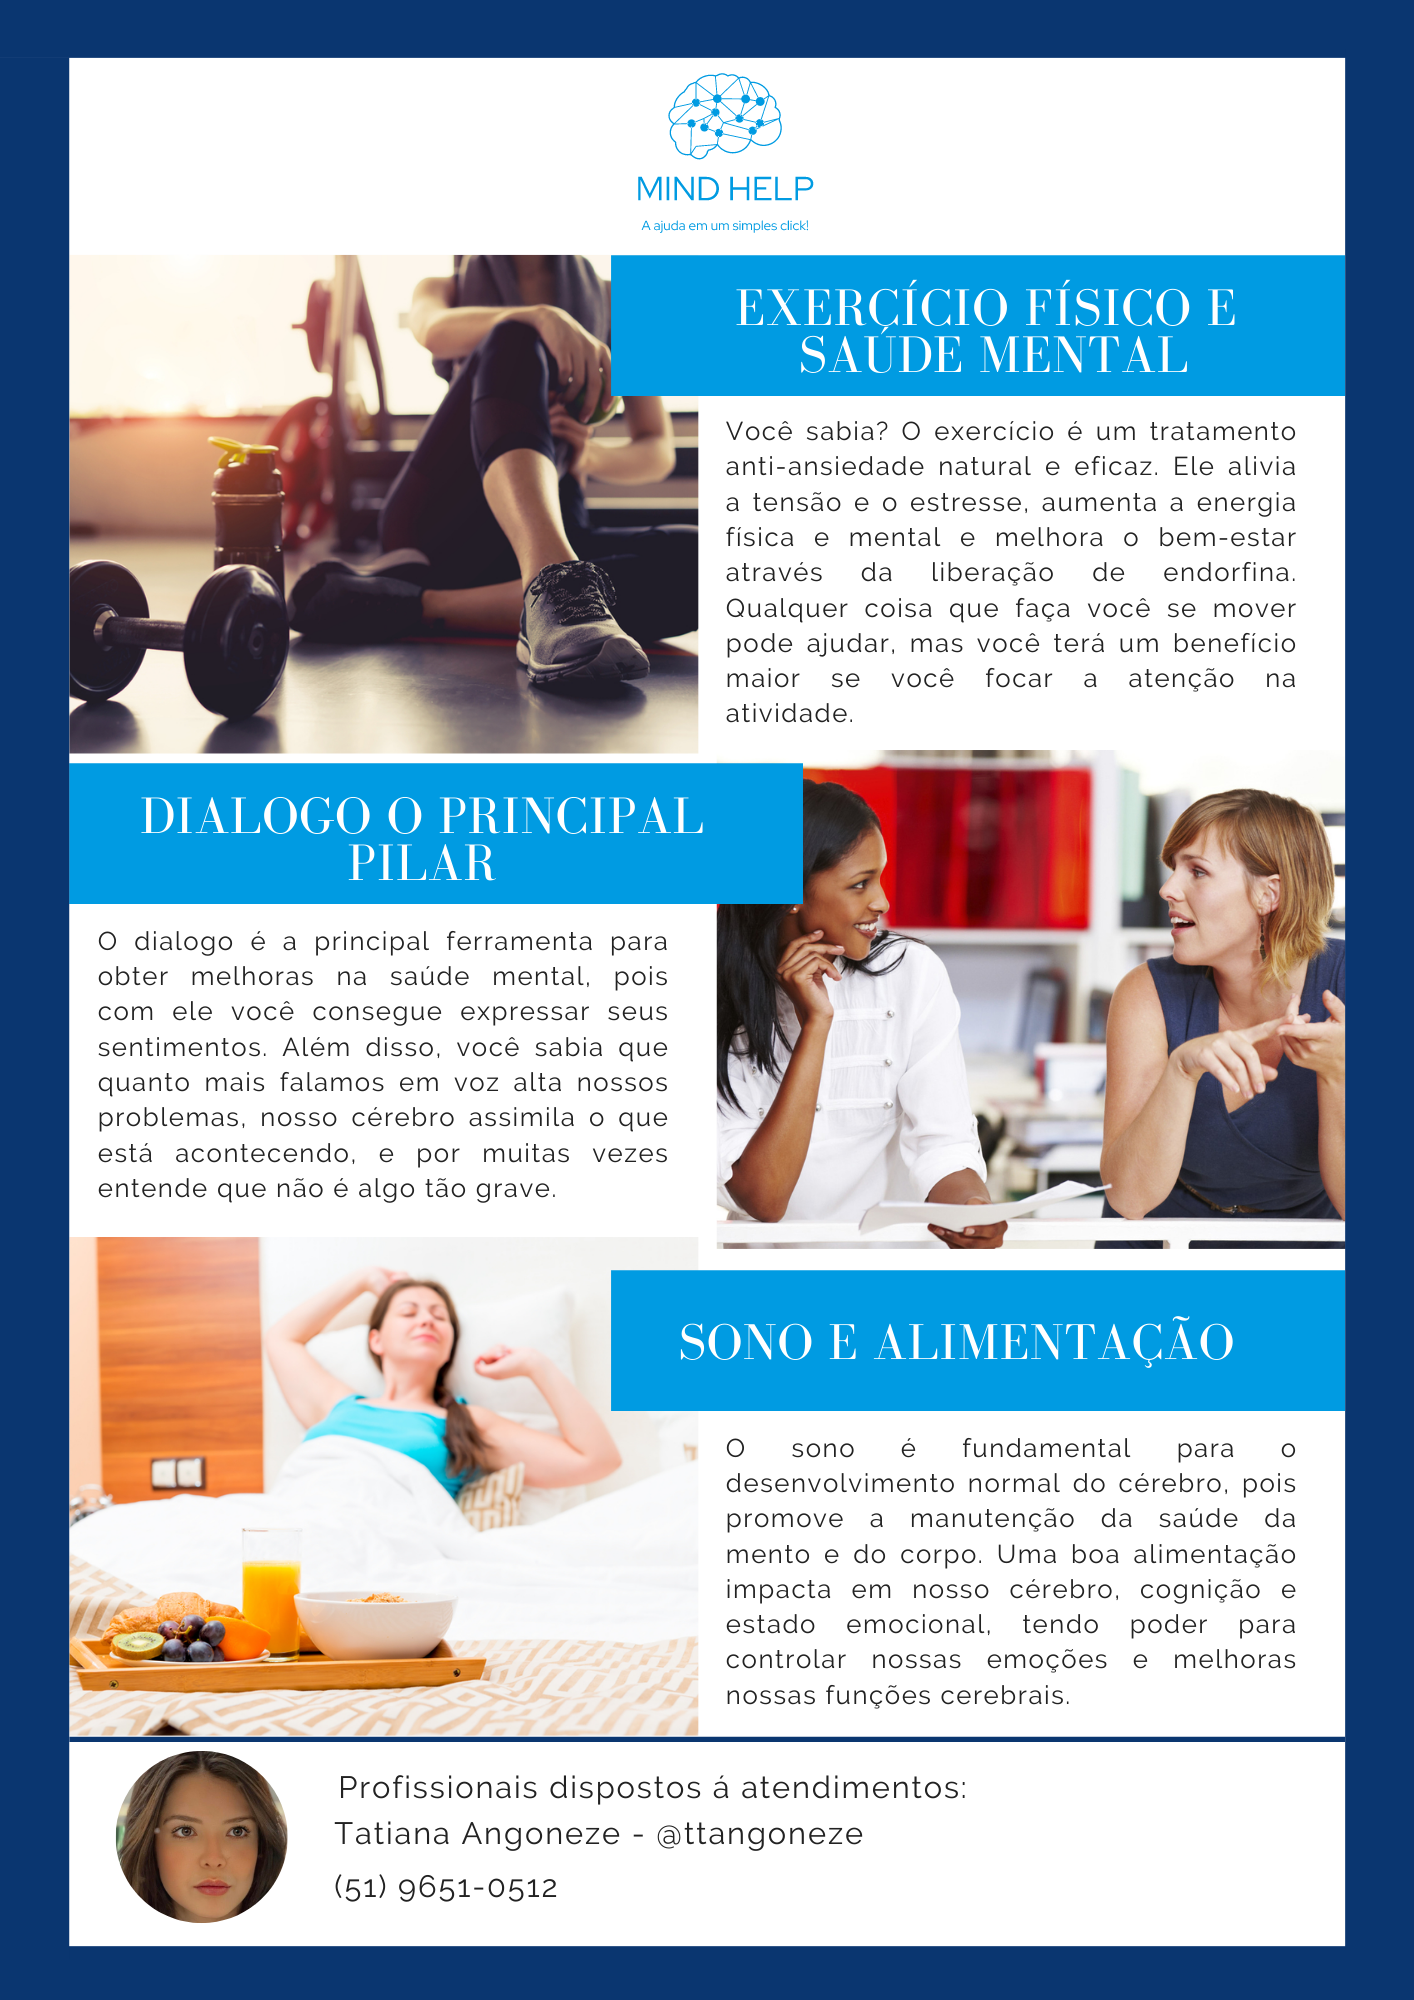 MIND HELP
A ajuda em um simples click!
EXERCÍCIO FÍSICO E
SAÚDE MENTAL
Você sabia? O exercício é um tratamento
anti-ansiedade natural e eficaz. Ele alivia
a tensão e o estresse, aumenta a energia
física e mental e melhora o bem-estar
através da liberação de endorfina.
Qualquer coisa que faça você se mover
pode ajudar, mas você terá um benefício
maior se você focar a atenção na
atividade.
DIALOGO O PRINCIPAL
PILAR
O dialogo é a principal ferramenta para
obter melhoras na saúde mental, pois
com ele você consegue expressar seus
sentimentos. Além disso, você sabia que
quanto mais falamos em voz alta nossos
problemas, nosso cérebro assimila o que
está acontecendo, e por muitas vezes
entende que não é algo tão grave.
SONO E ALIMENTAÇÃO
O sono é fundamental para o
desenvolvimento normal do cérebro, pois
promove a manutenção da saúde da
mento e do corpo. Uma boa alimentação
impacta em nosso cérebro, cognição e
estado emocional, tendo poder para
controlar nossas emoções e melhoras
nossas funções cerebrais.
Profissionais dispostos á atendimentos:
Tatiana Angoneze - @ttangoneze
(51) 9651-0512